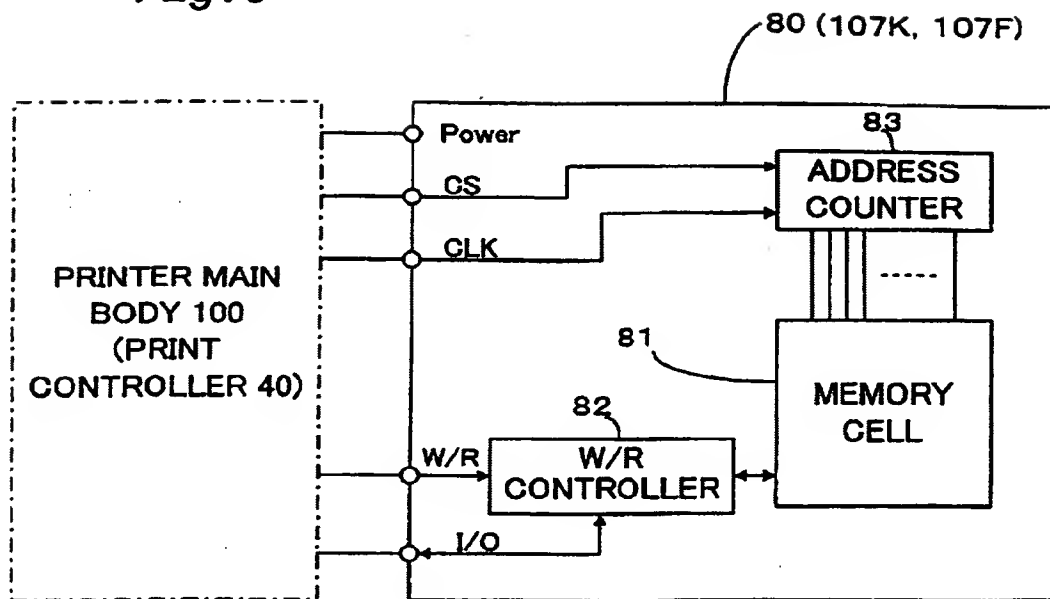 80 (107K, 107F)
Power
83
ADDRESS
COUNTER
CS
CLK
PRINTER MAIN
BODY 100
(PRINT
CONTROLLER 40)
81
MEMORY
CELL
82
W/R
W/R
CONTROLLER
I/O